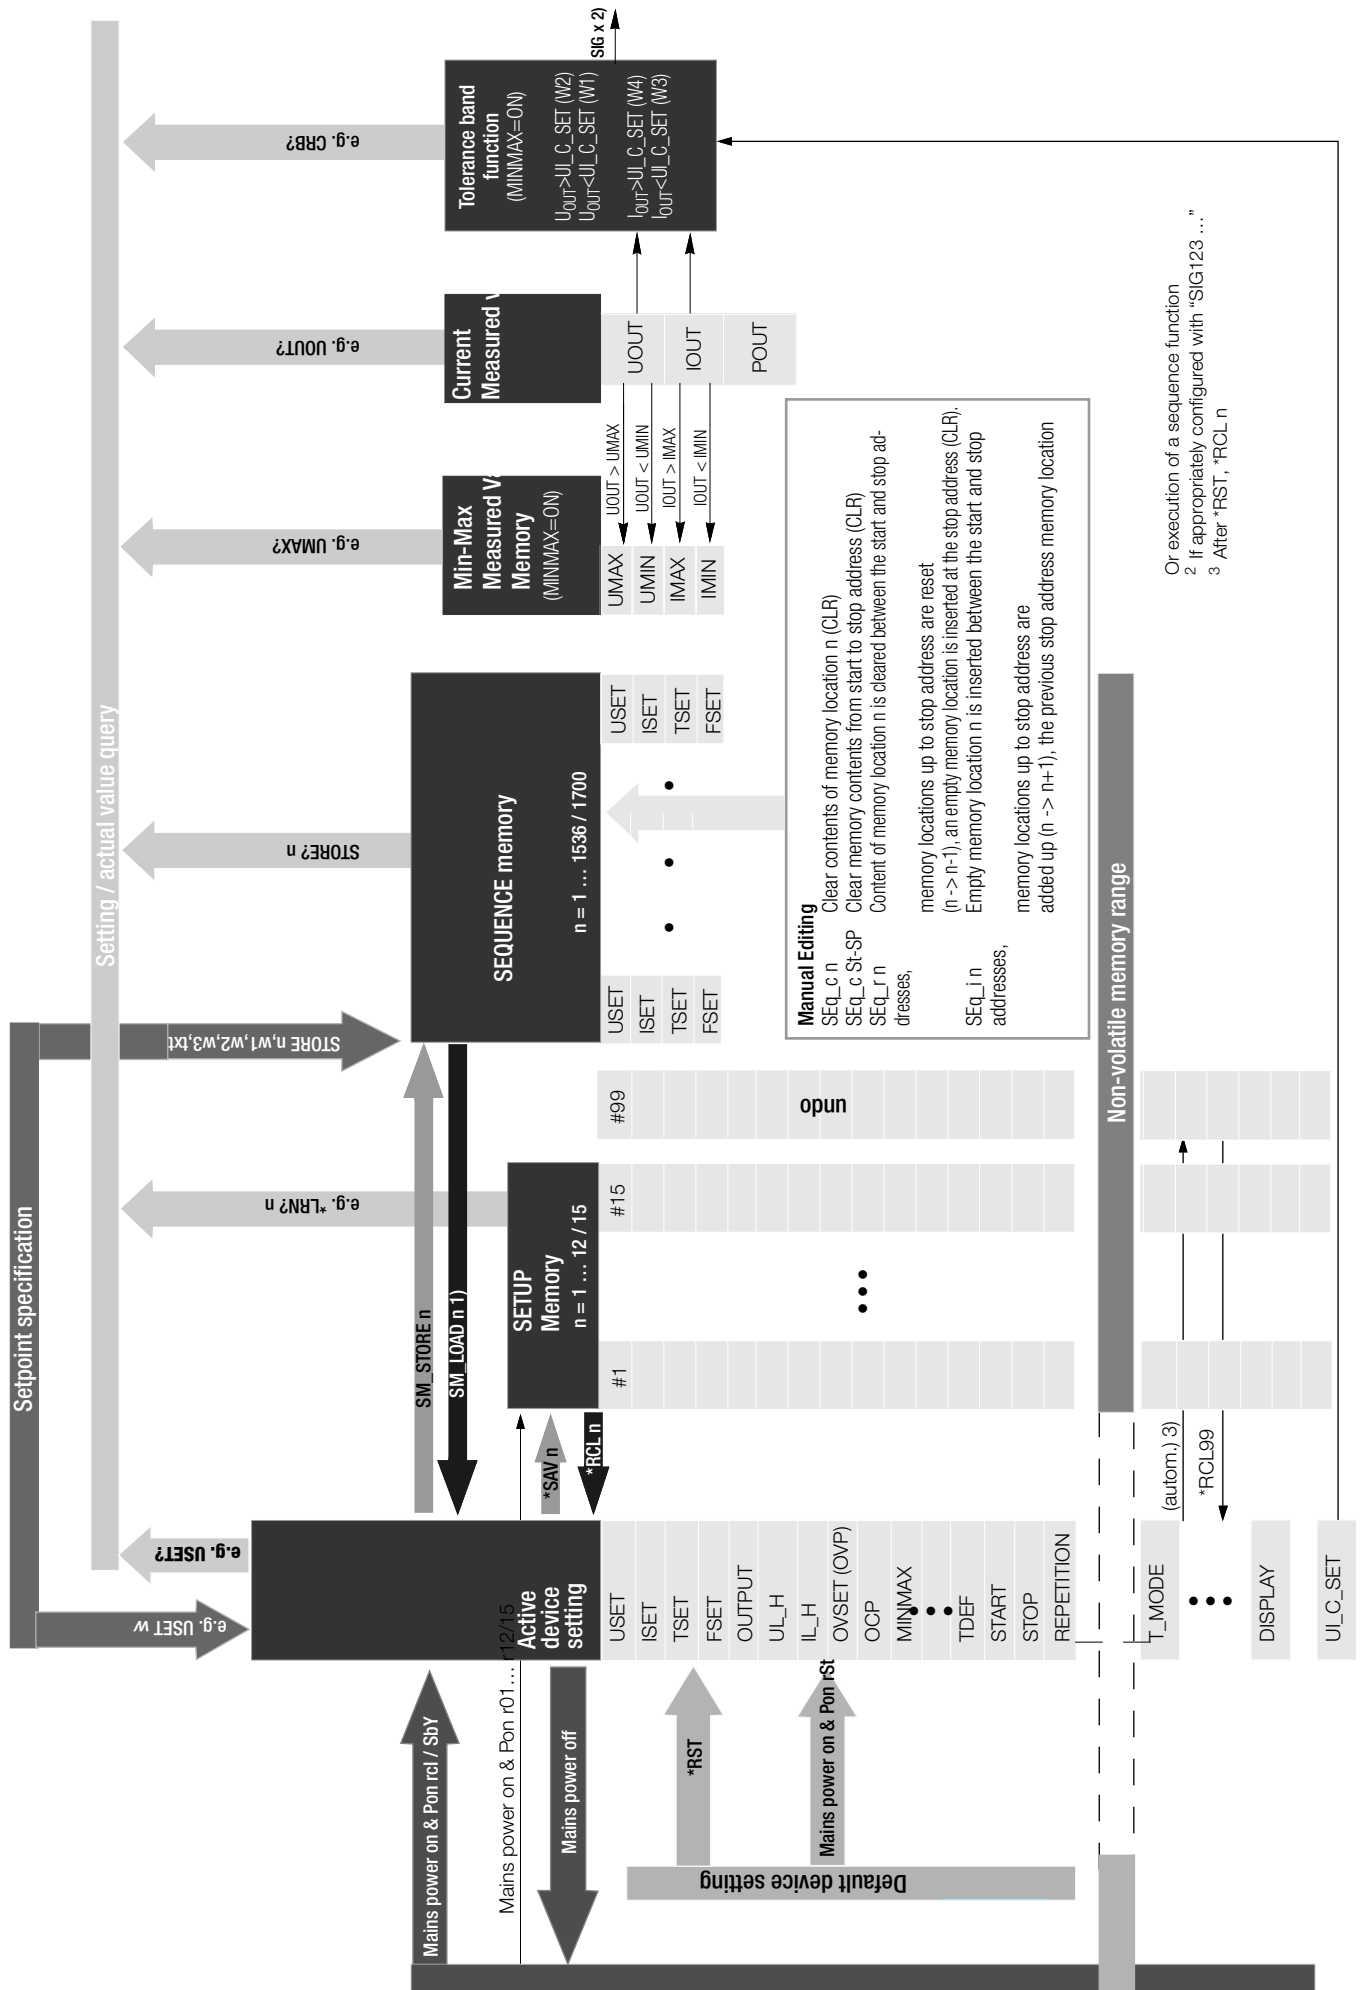 Setpoint specification
Setting / actual value query
e.g. USET w
e.g. USET?
STORE n,w1,w2,w3,txt
e.g. *LRN? n
STORE? n
e.g. UMAX?
e.g. UOUT?
e.g. CRB?
Mains power on & Pon rcl / SbY
Mains power on & Pon r01... r12/15
Mains power off
*RST
Mains power on & Pon rSt
Default device setting
Active
device
setting
USET
ISET
TSET
FSET
OUTPUT
UL_H
IL_H
OVSET (OVP)
OCP
MINMAX
TDEF
START
STOP
REPETITION
T_MODE
DISPLAY
UI_C_SET
SM_STORE n
SM_LOAD n 1)
*SAV n
*RCL n
(autom.) 3)
*RCL99
SETUP
Memory
n = 1 ... 12 / 15
#1
#15
#99
undo
SEQUENCE memory
n = 1 ... 1536 / 1700
USET
ISET
TSET
FSET
USET
ISET
TSET
FSET
Manual Editing
SEq_c n Clear contents of memory location n (CLR)
SEq_c St-SP Clear memory contents from start to stop address (CLR)
SEq_r n Content of memory location n is cleared between the start and stop ad-
dresses,
memory locations up to stop address are reset
(n -> n-1), an empty memory location is inserted at the stop address (CLR).
SEq_i n Empty memory location n is inserted between the start and stop
addresses,
memory locations up to stop address are
added up (n -> n+1), the previous stop address memory location
Non-volatile memory range
Min-Max
Measured
Memory
(MINMAX=ON)
UMAX
UMIN
IMAX
IMIN
UOUT > UMAX
UOUT < UMIN
IOUT > IMAX
IOUT < IMIN
Current
Measured
UOUT
IOUT
POUT
Tolerance band
function
(MINMAX=ON)
UOUT>UI_C_SET (W2)
UOUT<UI_C_SET (W1)
IOUT>UI_C_SET (W4)
IOUT<UI_C_SET (W3)
SIG x 2)
Or execution of a sequence function
2 If appropriately configured with “SIG123 …”
3 After *RST, *RCL n